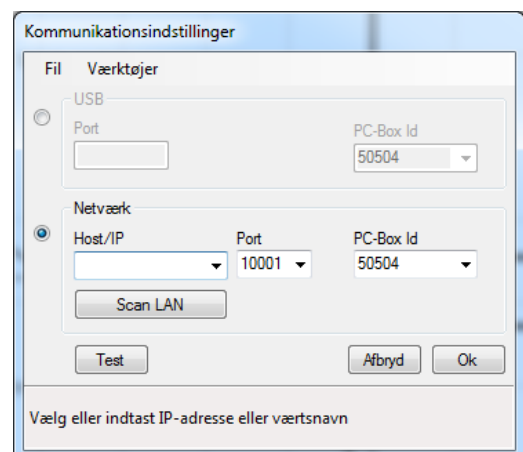 Kommunikationsindstillinger
Fil Værktøjer
USB
Port PC-Box Id
50504
Netværk
Host/IP Port PC-Box Id
10001 50504
Scan LAN
Test Afbryd Ok
Vælg eller indtast IP-adresse eller værtsnavn